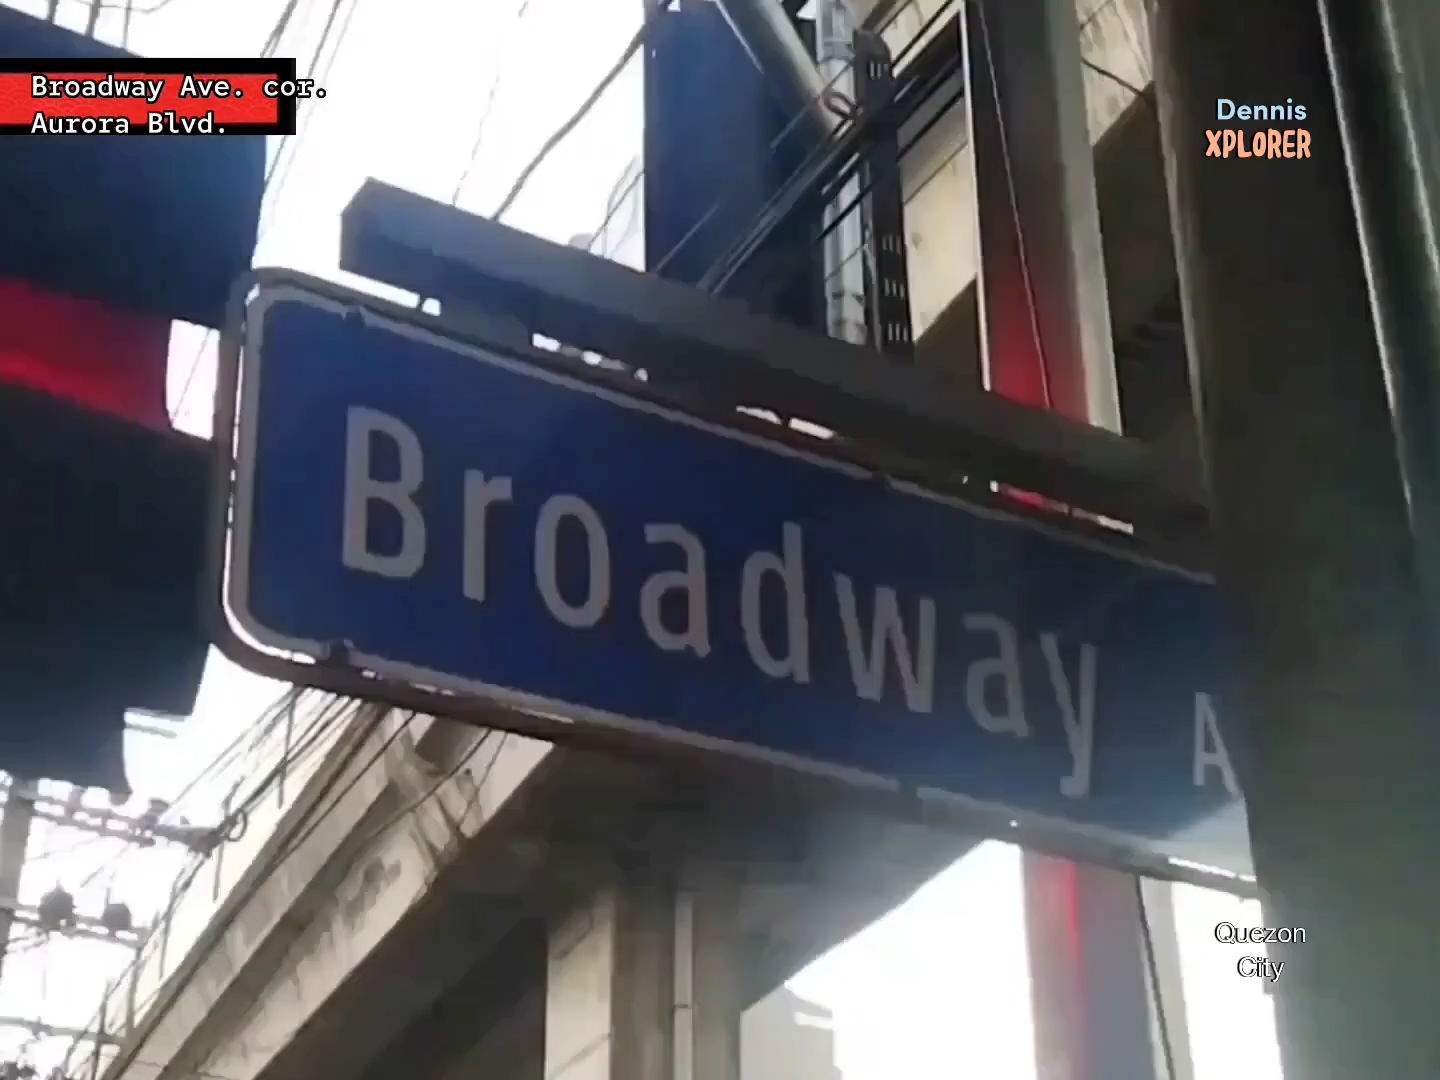 Broadway Ave. cor.
Aurora Blvd.
Dennis
XPLORER
Broadway A
Quezon
City